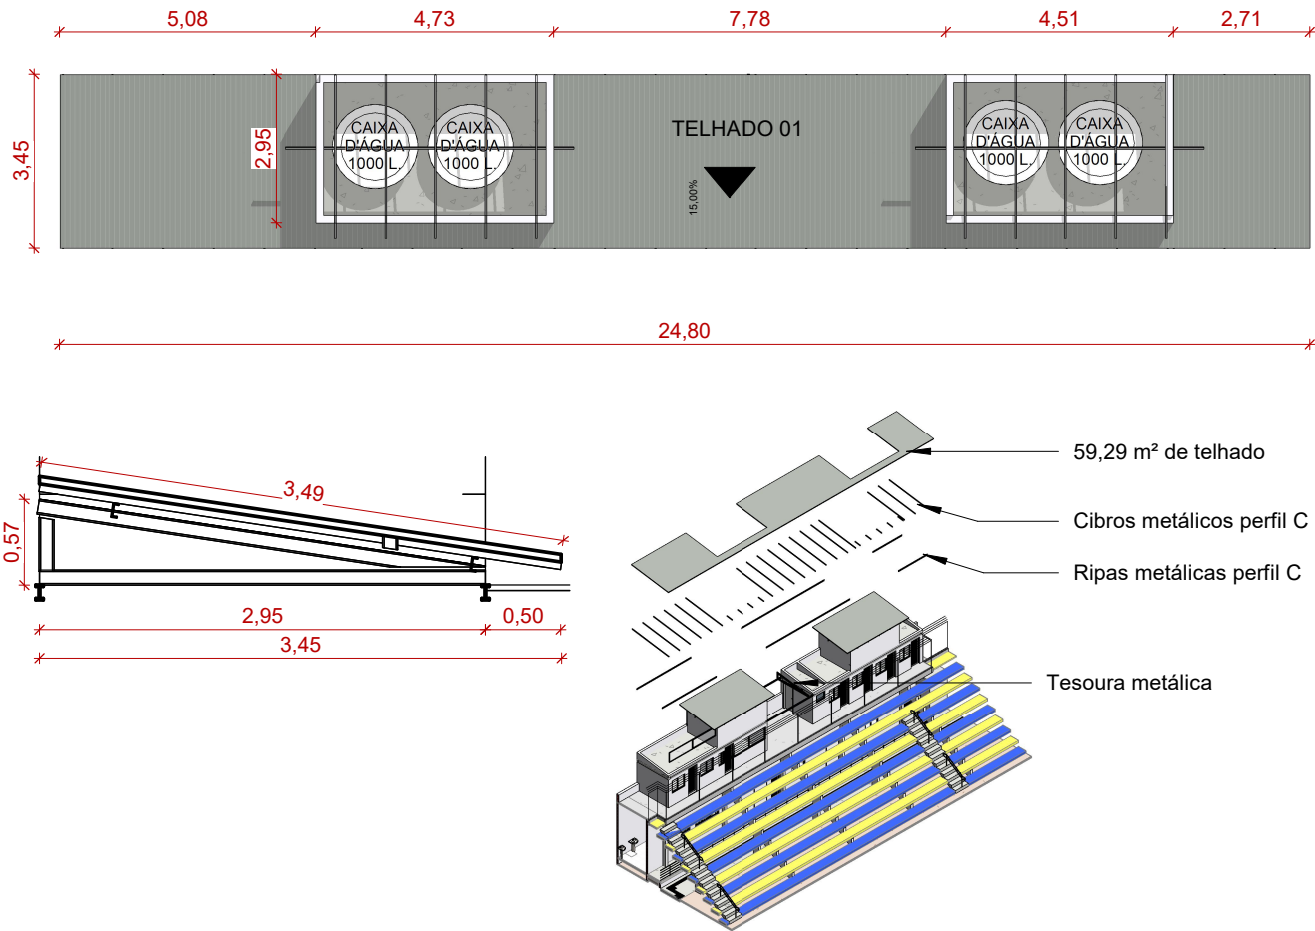 5,08
4,73
7,78
4,51
2,71
3,45
2,95
CAIXA
D'ÁGUA
1000 L.
CAIXA
D'ÁGUA
1000 L.
TELHADO 01
15,00%
CAIXA
D'ÁGUA
1000 L.
CAIXA
D'ÁGUA
1000 L.
24,80
3,49
0,57
2,95
0,50
3,45
59,29 m² de telhado
Cibros metálicos perfil C
Ripas metálicas perfil C
Tesoura metálica